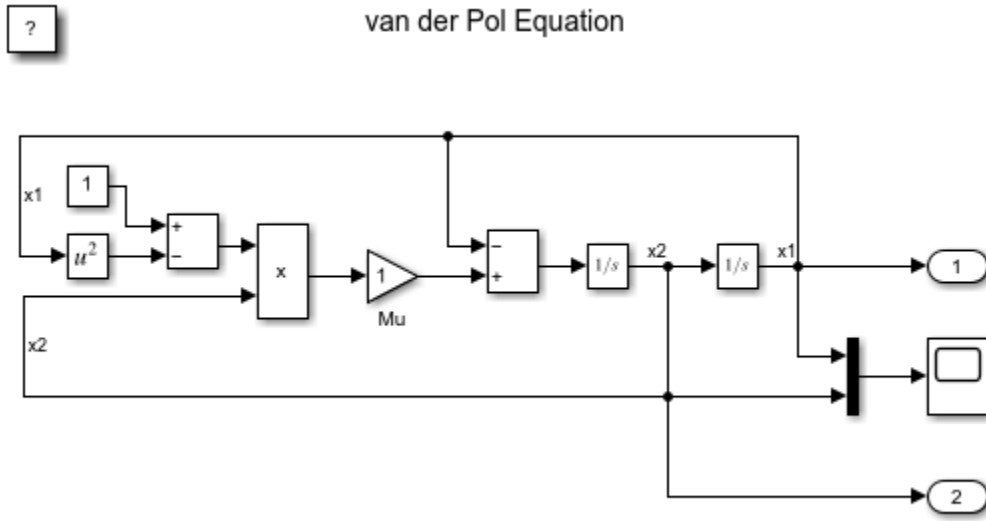 ?
van der Pol Equation
x1
1
+
−
u²
x
x2
1
Mu
−
+
1/s
x2
1/s
x1
1
2